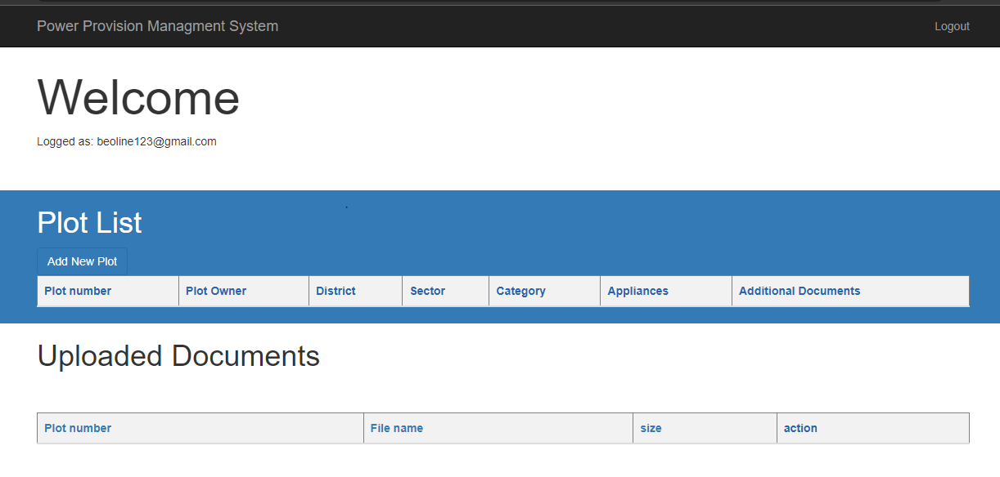 Power Provision Managment System
Logout
Welcome
Logged as: beoline123@gmail.com
Plot List
Add New Plot
Plot number Plot Owner District Sector Category Appliances Additional Documents
Uploaded Documents
Plot number File name size action